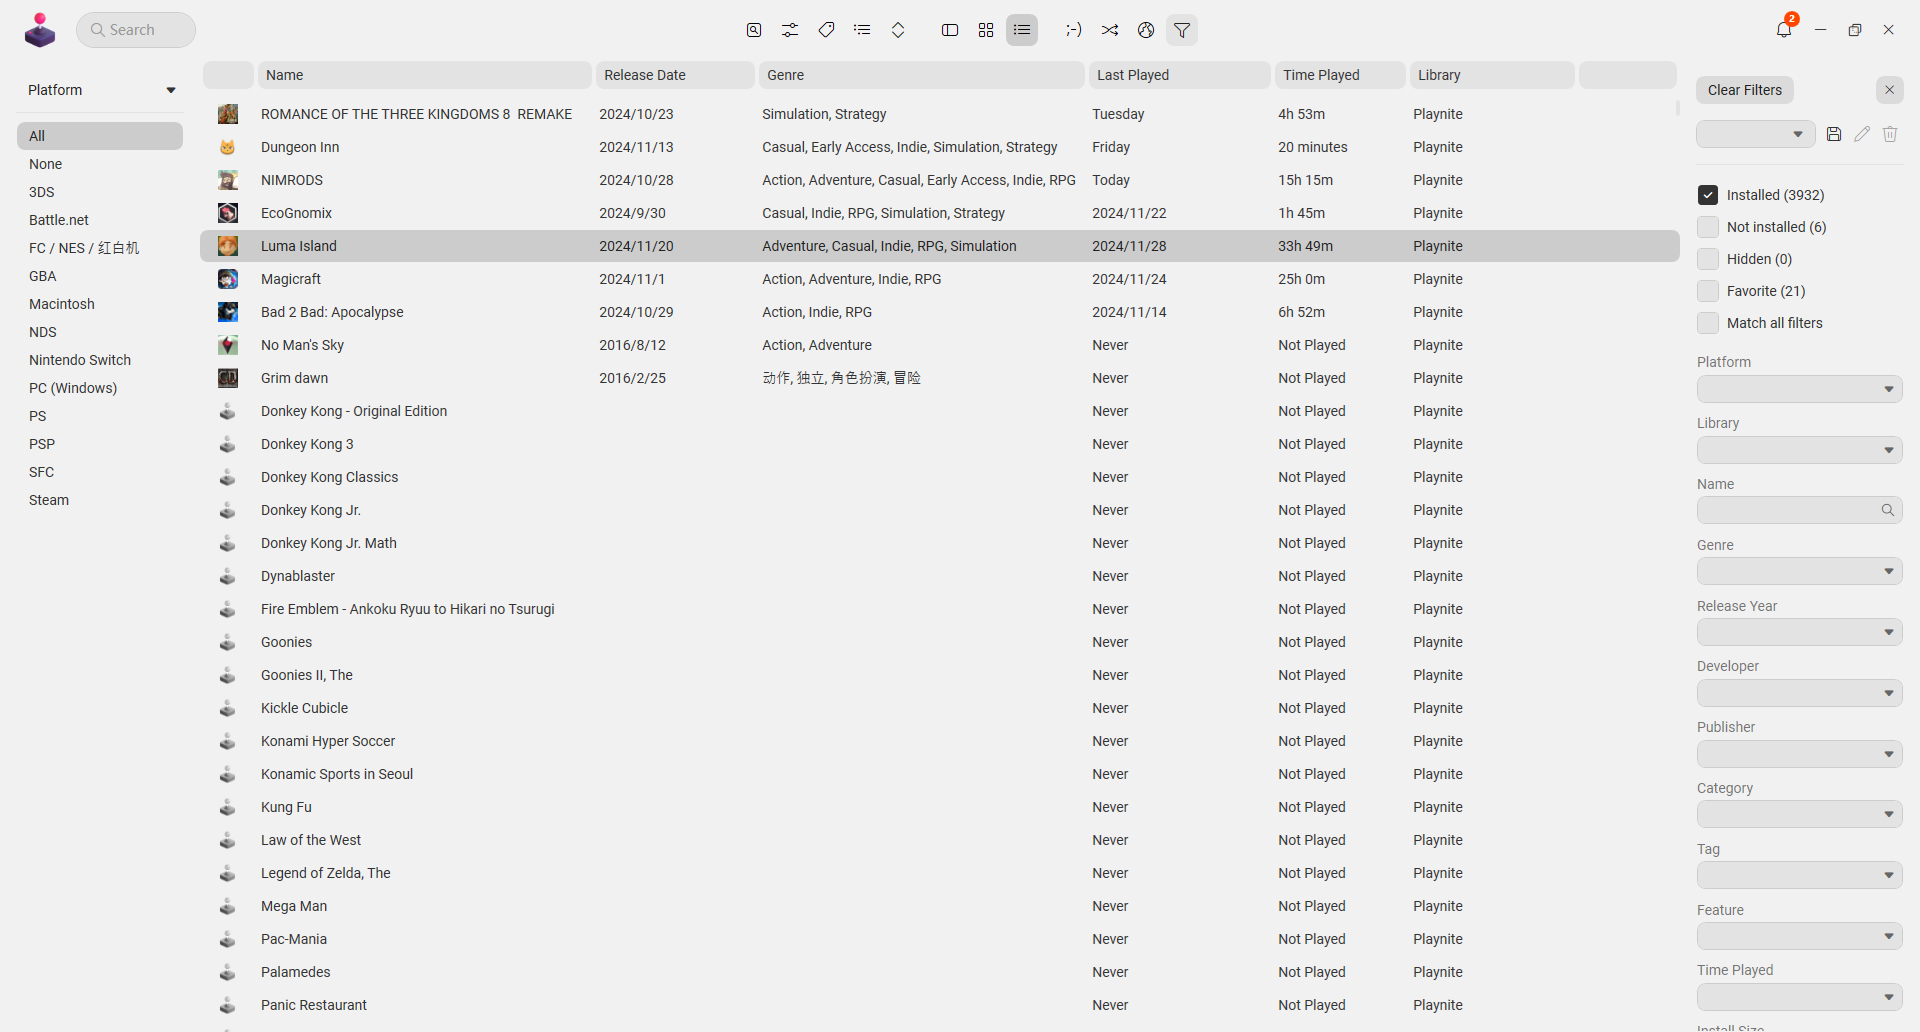 Search
2
Platform
All
None
3DS
Battle.net
FC / NES / 红白机
GBA
Macintosh
NDS
Nintendo Switch
PC (Windows)
PS
PSP
SFC
Steam
Name Release Date Genre Last Played Time Played Library
ROMANCE OF THE THREE KINGDOMS 8 REMAKE 2024/10/23 Simulation, Strategy Tuesday 4h 53m Playnite
Dungeon Inn 2024/11/13 Casual, Early Access, Indie, Simulation, Strategy Friday 20 minutes Playnite
NIMRODS 2024/10/28 Action, Adventure, Casual, Early Access, Indie, RPG Today 15h 15m Playnite
EcoGnomix 2024/9/30 Casual, Indie, RPG, Simulation, Strategy 2024/11/22 1h 45m Playnite
Luma Island 2024/11/20 Adventure, Casual, Indie, RPG, Simulation 2024/11/28 33h 49m Playnite
Magicraft 2024/11/1 Action, Adventure, Indie, RPG 2024/11/24 25h 0m Playnite
Bad 2 Bad: Apocalypse 2024/10/29 Action, Indie, RPG 2024/11/14 6h 52m Playnite
No Man's Sky 2016/8/12 Action, Adventure Never Not Played Playnite
Grim dawn 2016/2/25 动作, 独立, 角色扮演, 冒险 Never Not Played Playnite
Donkey Kong - Original Edition Never Not Played Playnite
Donkey Kong 3 Never Not Played Playnite
Donkey Kong Classics Never Not Played Playnite
Donkey Kong Jr. Never Not Played Playnite
Donkey Kong Jr. Math Never Not Played Playnite
Dynablaster Never Not Played Playnite
Fire Emblem - Ankoku Ryuu to Hikari no Tsurugi Never Not Played Playnite
Goonies Never Not Played Playnite
Goonies II, The Never Not Played Playnite
Kickle Cubicle Never Not Played Playnite
Konami Hyper Soccer Never Not Played Playnite
Konamic Sports in Seoul Never Not Played Playnite
Kung Fu Never Not Played Playnite
Law of the West Never Not Played Playnite
Legend of Zelda, The Never Not Played Playnite
Mega Man Never Not Played Playnite
Pac-Mania Never Not Played Playnite
Palamedes Never Not Played Playnite
Panic Restaurant Never Not Played Playnite
Clear Filters
Installed (3932)
Not installed (6)
Hidden (0)
Favorite (21)
Match all filters
Platform
Library
Name
Genre
Release Year
Developer
Publisher
Category
Tag
Feature
Time Played
Install Size